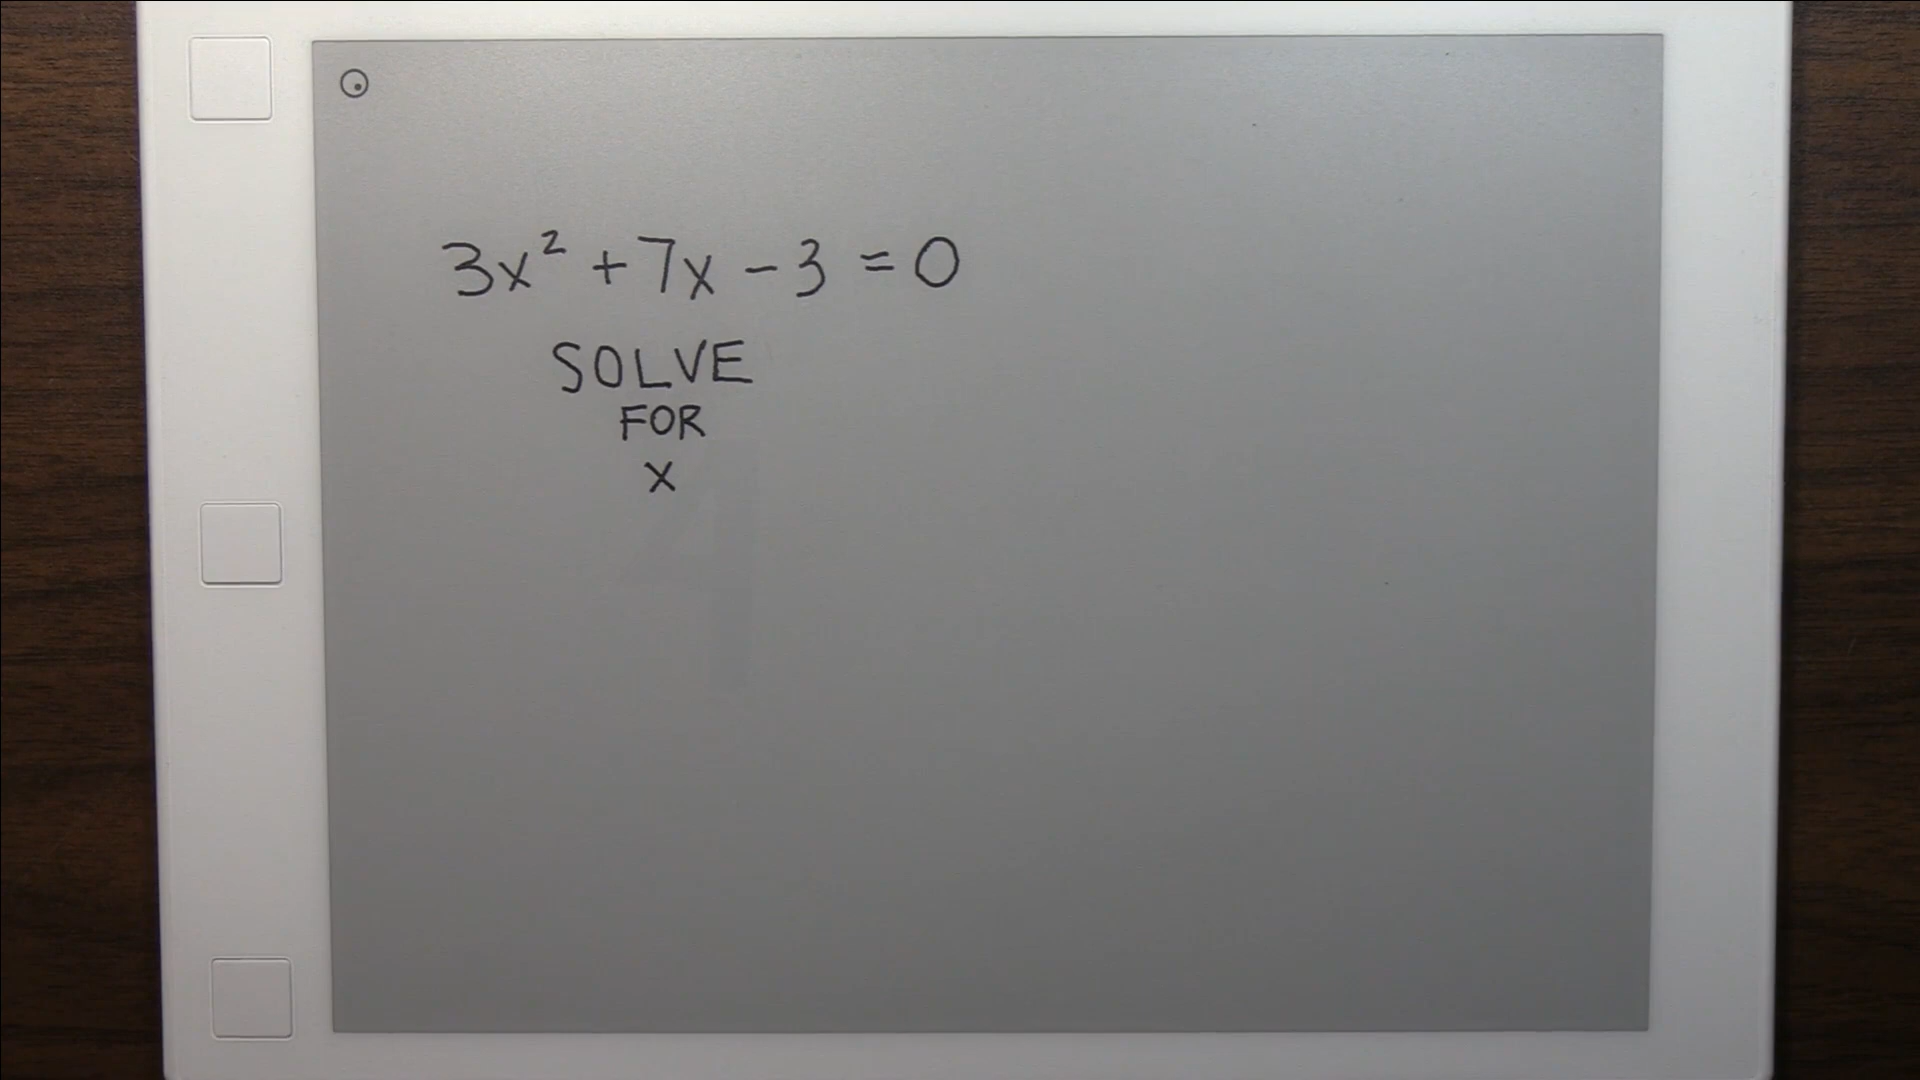 3x² + 7x - 3 = 0
SOLVE
FOR
X